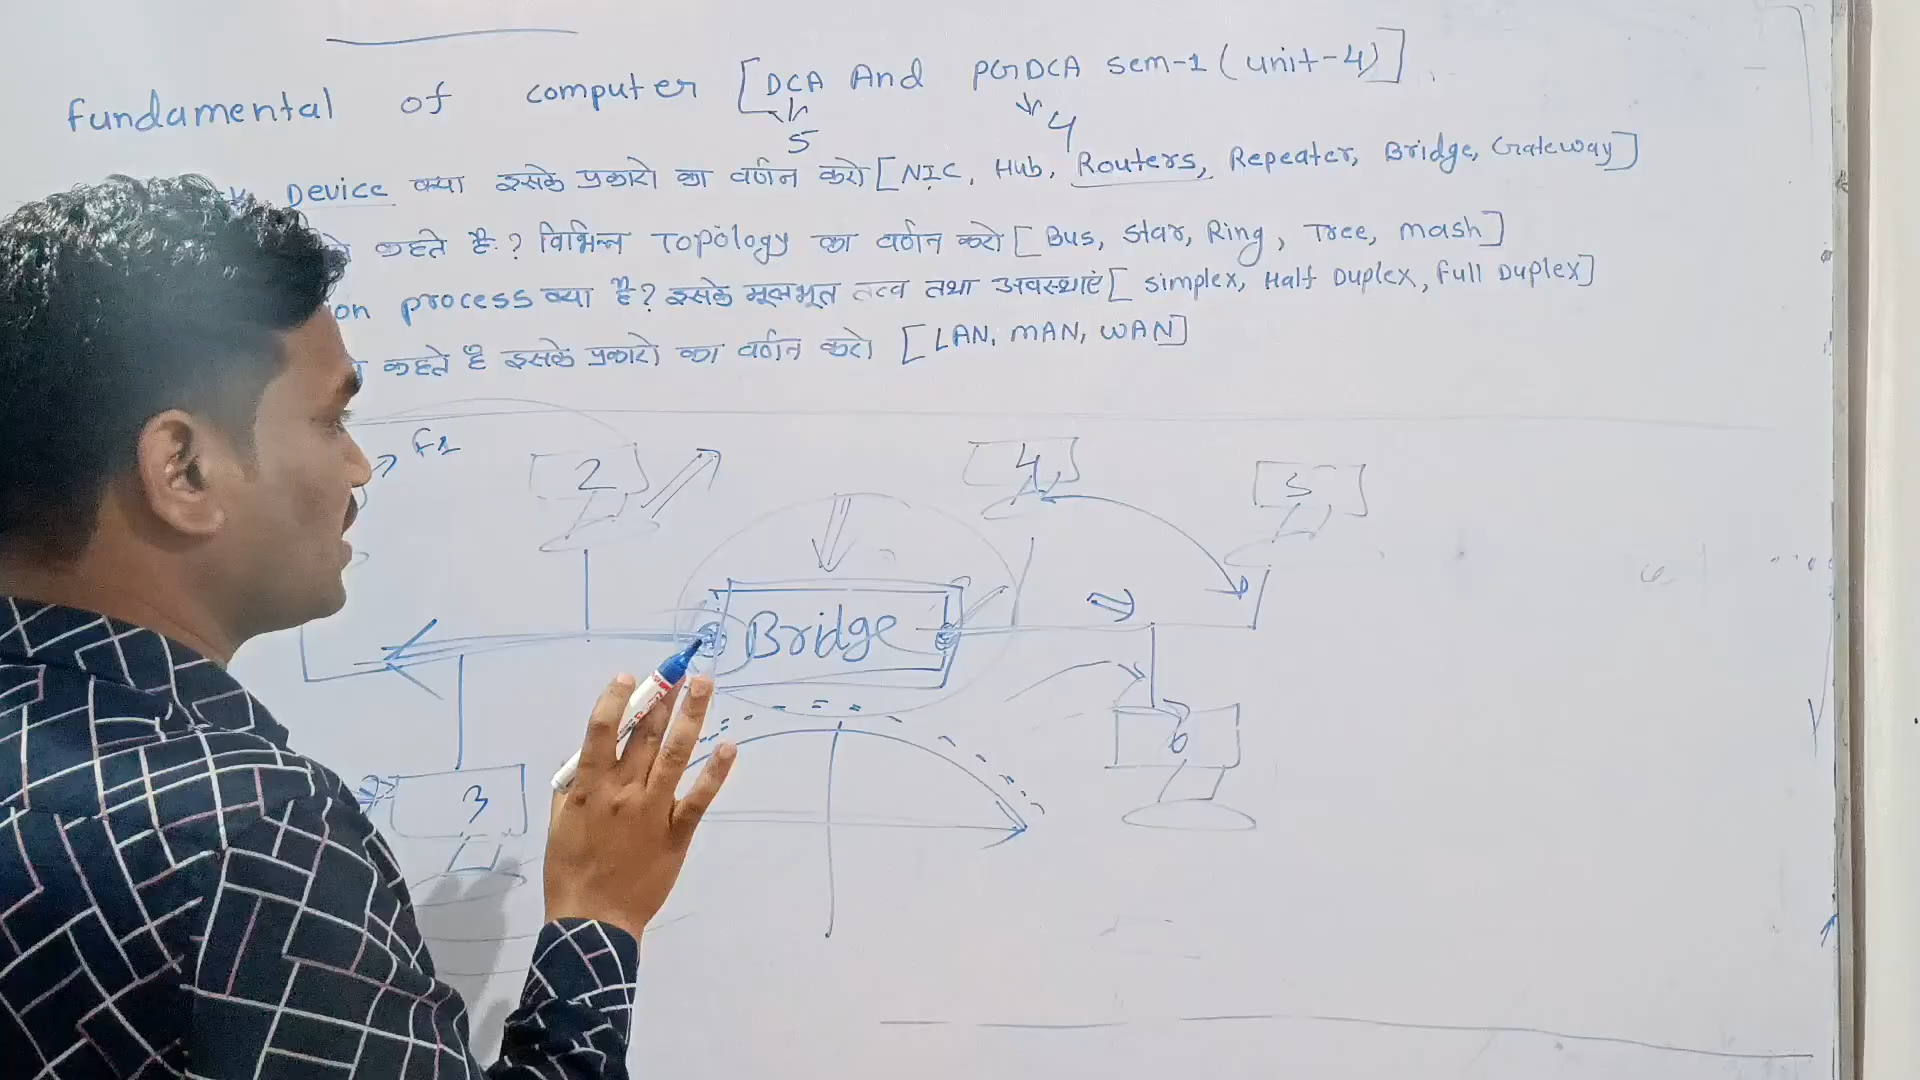 Fundamental of computer [DCA And PGDCA sem-1 (unit-4)]
5 4
Device क्या इसके प्रकारो का वर्णन करो [NIC, Hub, Routers, Repeater, Bridge, Gateway]
कहते है? विभिन्न Topology का वर्णन करो [Bus, Star, Ring, Tree, mash]
on process क्या है? इसके मूलभूत तत्व तथा अवस्थाएं [simplex, Half Duplex, Full Duplex]
कहते है इसके प्रकारो का वर्णन करो [LAN, MAN, WAN]
F1
2
4
5
Bridge
6
3